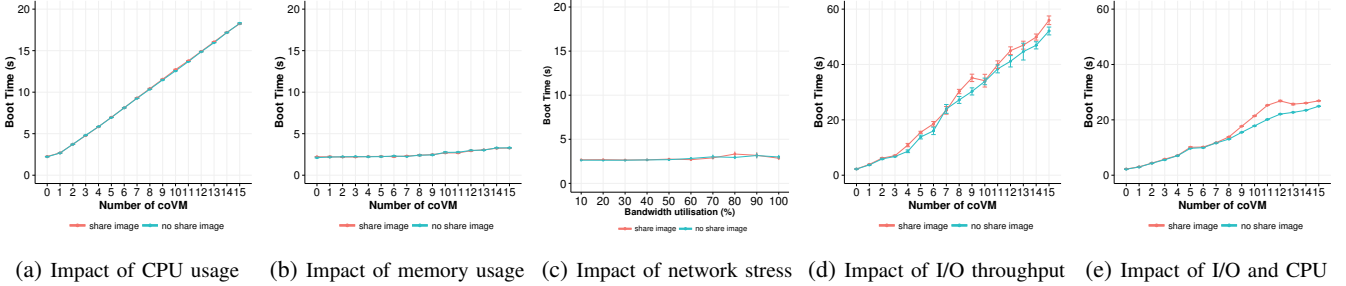 20
15
10
5
0
Boot Time (s)
0 1 2 3 4 5 6 7 8 9 10 11 12 13 14 15
Number of coVM
share image no share image
(a) Impact of CPU usage
20
15
10
5
0
Boot Time (s)
0 1 2 3 4 5 6 7 8 9 10 11 12 13 14 15
Number of coVM
share image no share image
(b) Impact of memory usage
20
15
10
5
0
Boot Time (s)
10 20 30 40 50 60 70 80 90 100
Bandwidth utilisation (%)
share image no share image
(c) Impact of network stress
60
40
20
0
Boot Time (s)
0 1 2 3 4 5 6 7 8 9 10 11 12 13 14 15
Number of coVM
share image no share image
(d) Impact of I/O throughput
60
40
20
0
Boot Time (s)
0 1 2 3 4 5 6 7 8 9 10 11 12 13 14 15
Number of coVM
share image no share image
(e) Impact of I/O and CPU